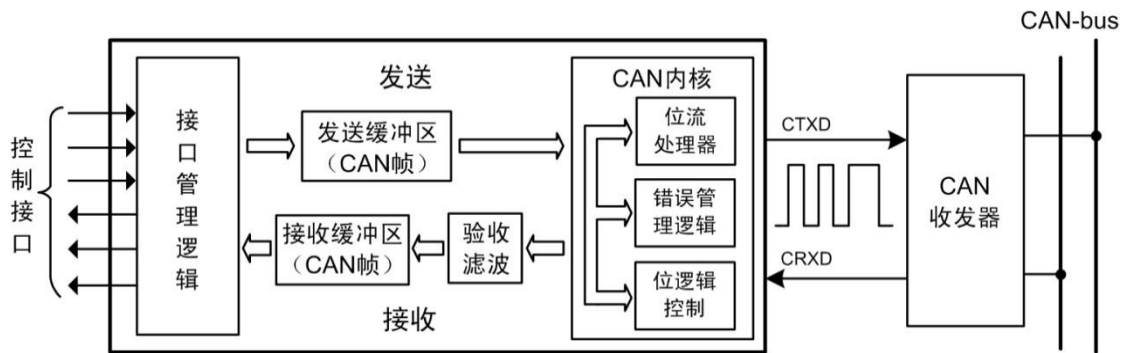 CAN-bus
发送
CAN内核
控制接口
接口管理逻辑
发送缓冲区
（CAN帧）
位流
处理器
CTXD
错误管
理逻辑
CAN
收发器
接收缓冲区
（CAN帧）
验收
滤波
CRXD
位逻辑
控制
接收